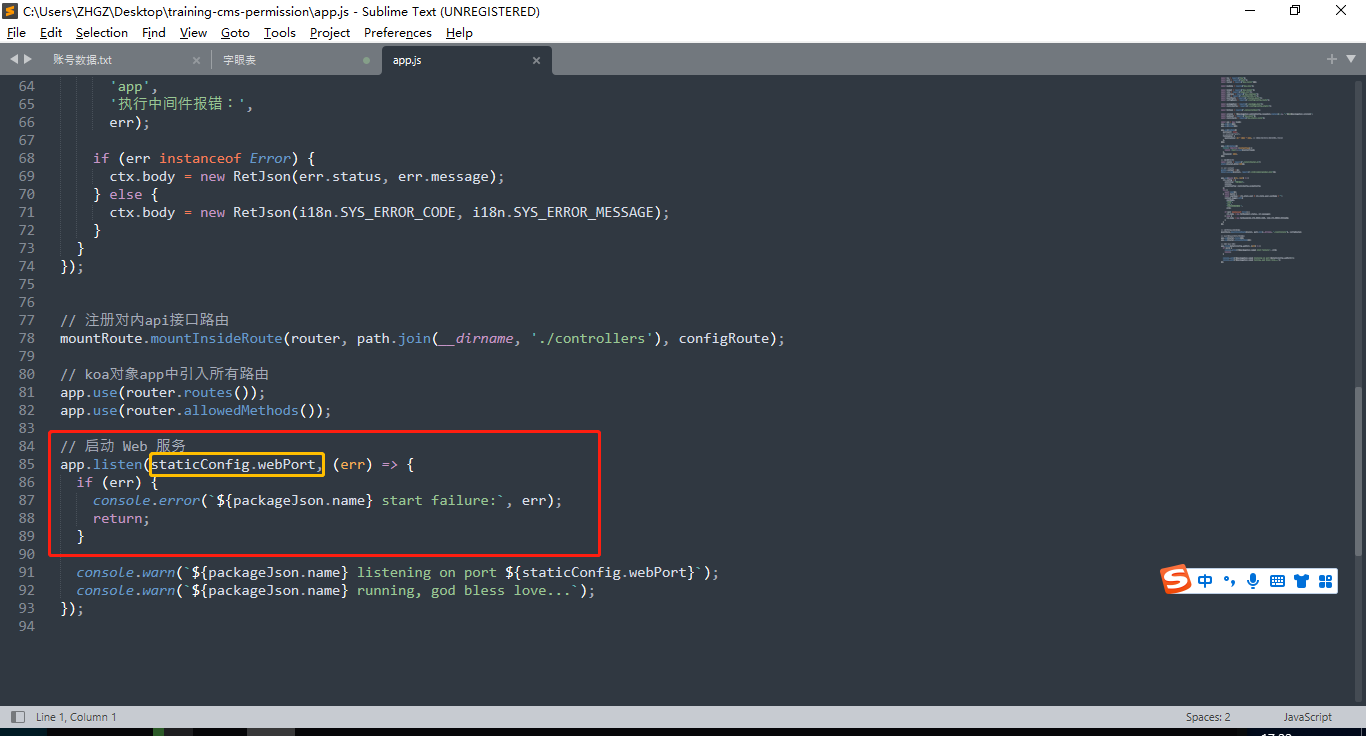 C:\Users\ZHGZ\Desktop\training-cms-permission\app.js - Sublime Text (UNREGISTERED)
File Edit Selection Find View Goto Tools Project Preferences Help
账号数据.txt 字眼表 app.js
64 'app',
65 '执行中间件报错：',
66 err);
67
68 if (err instanceof Error) {
69 ctx.body = new RetJson(err.status, err.message);
70 } else {
71 ctx.body = new RetJson(i18n.SYS_ERROR_CODE, i18n.SYS_ERROR_MESSAGE);
72 }
73 }
74 });
75
76
77 // 注册对内api接口路由
78 mountRoute.mountInsideRoute(router, path.join(__dirname, './controllers'), configRoute);
79
80 // koa对象app中引入所有路由
81 app.use(router.routes());
82 app.use(router.allowedMethods());
83
84 // 启动 Web 服务
85 app.listen(staticConfig.webPort, (err) => {
86 if (err) {
87 console.error(`${packageJson.name} start failure:`, err);
88 return;
89 }
90
91 console.warn(`${packageJson.name} listening on port ${staticConfig.webPort}`);
92 console.warn(`${packageJson.name} running, god bless love...`);
93 });
94
S 中
Line 1, Column 1 Spaces: 2 JavaScript